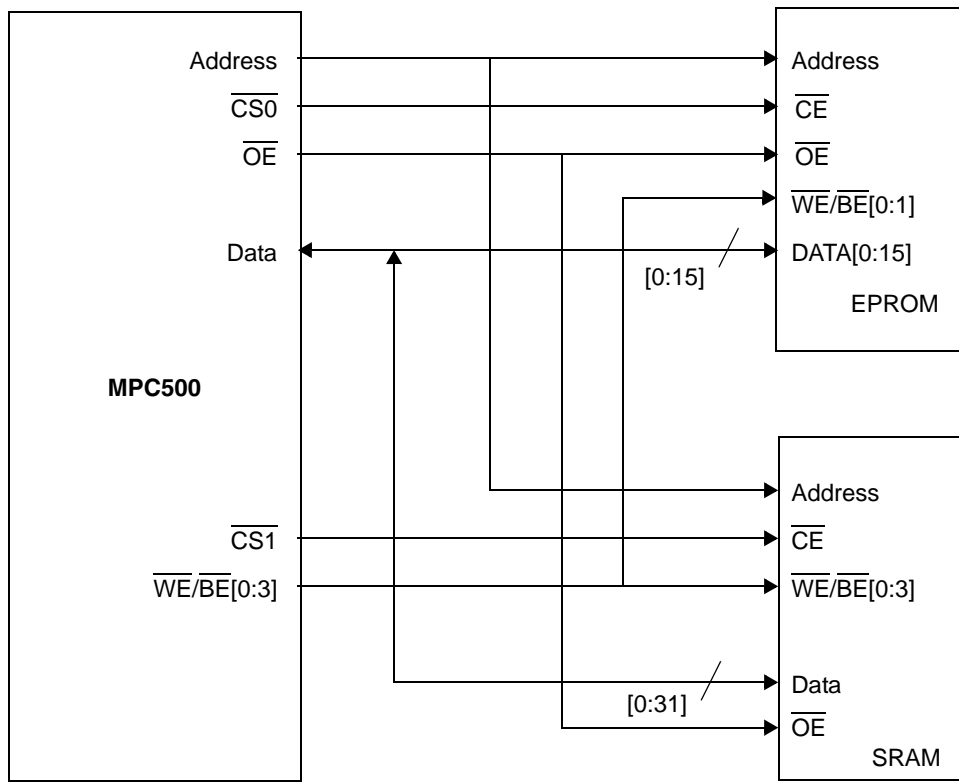 Address
CS0
OE
Data
MPC500
CS1
WE/BE[0:3]
Address
CE
OE
WE/BE[0:1]
DATA[0:15]
[0:15]
EPROM
Address
CE
WE/BE[0:3]
Data
[0:31]
OE
SRAM